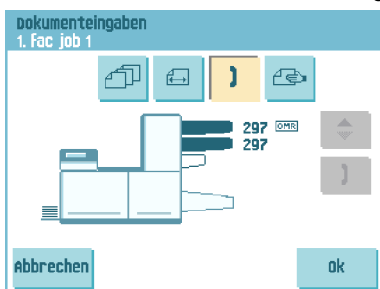 Dokumenteingaben
1. Fac job 1
297 OMR
297
Abbrechen
Ok